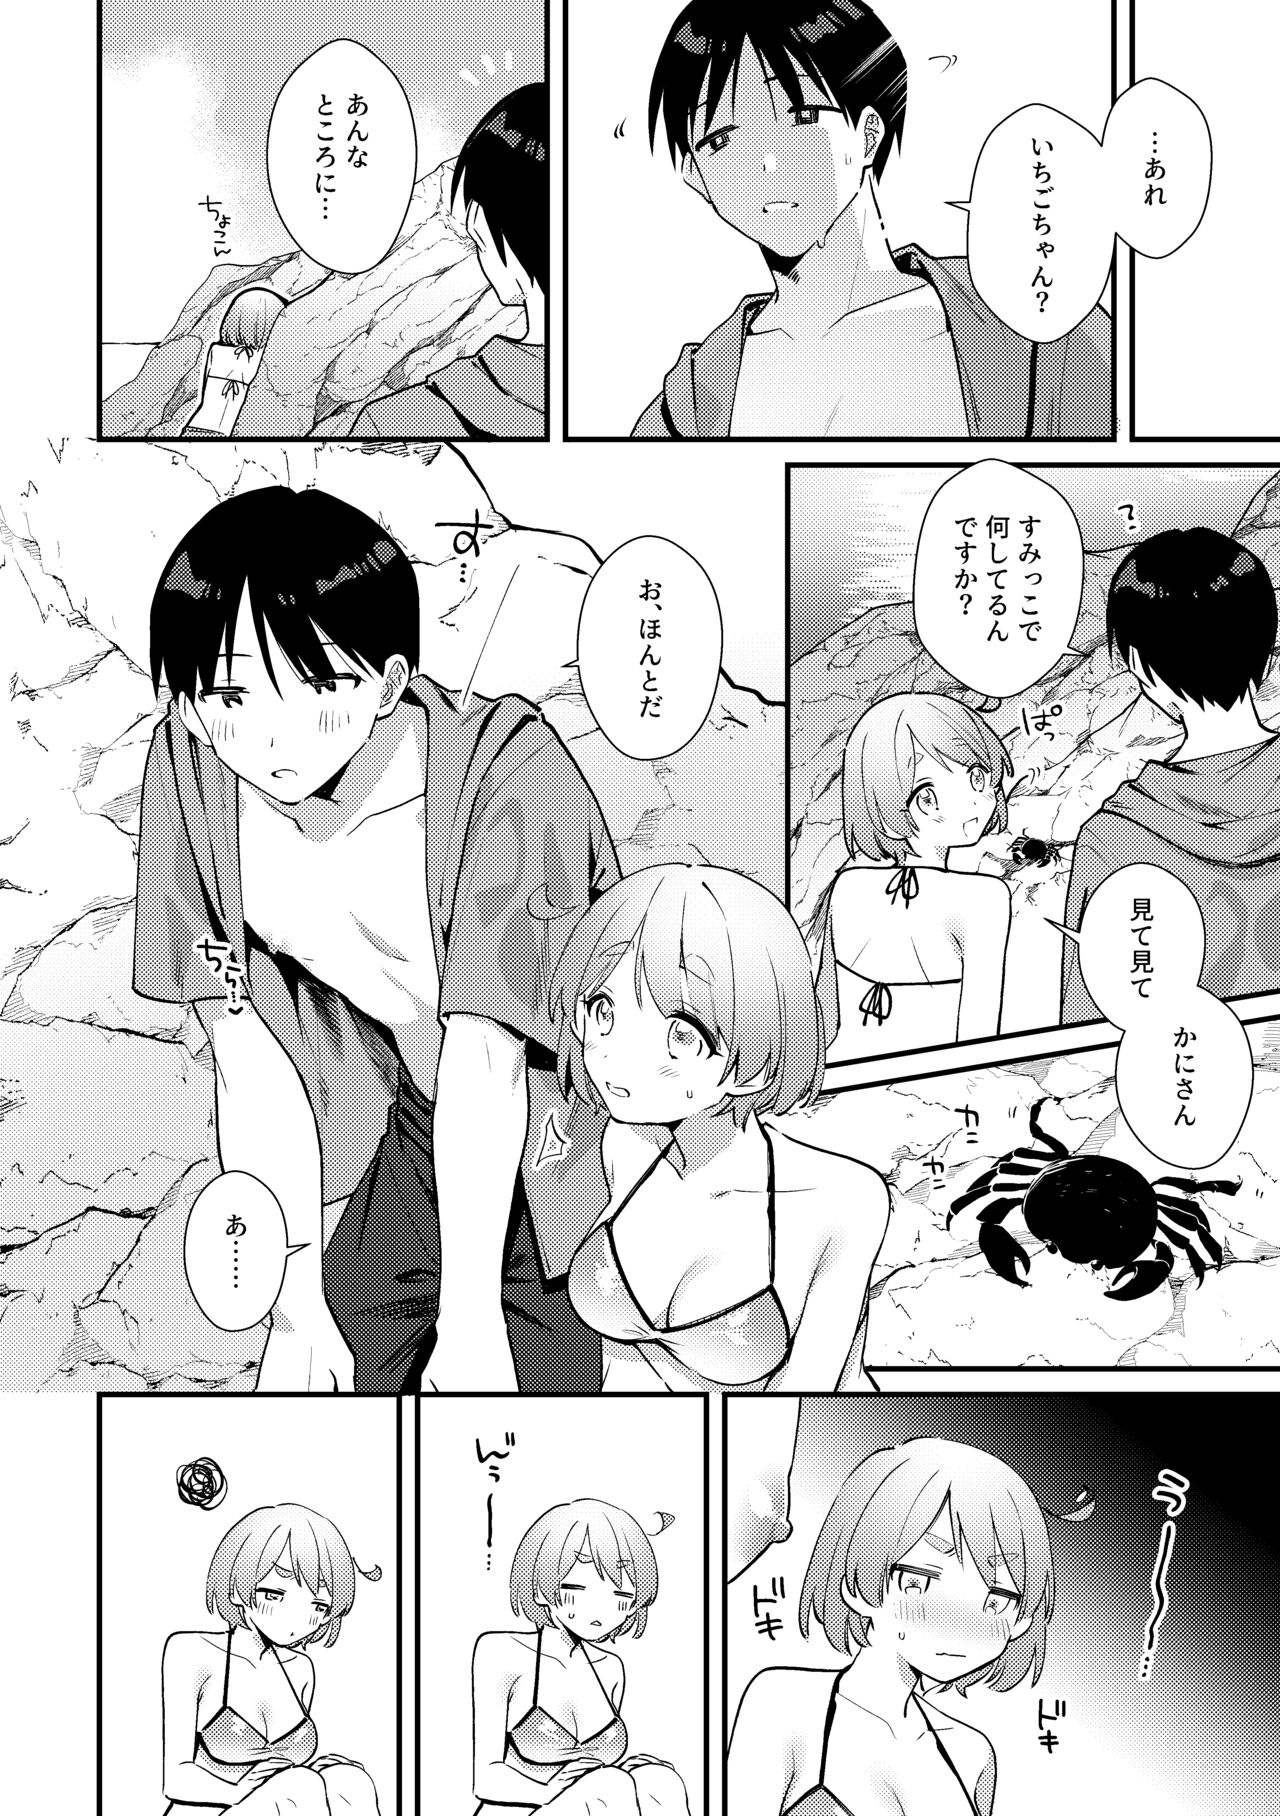 …あれ
いちごちゃん？
あんな
ところに…
ちょこん
すみっこで
何してるん
ですか？
？
ぱっ
見て見て
かにさん
カニ
カニ
お、ほんとだ
す…
ちら…
あ……
う〜〜…
ドキ
ドキ
んぅ〜…